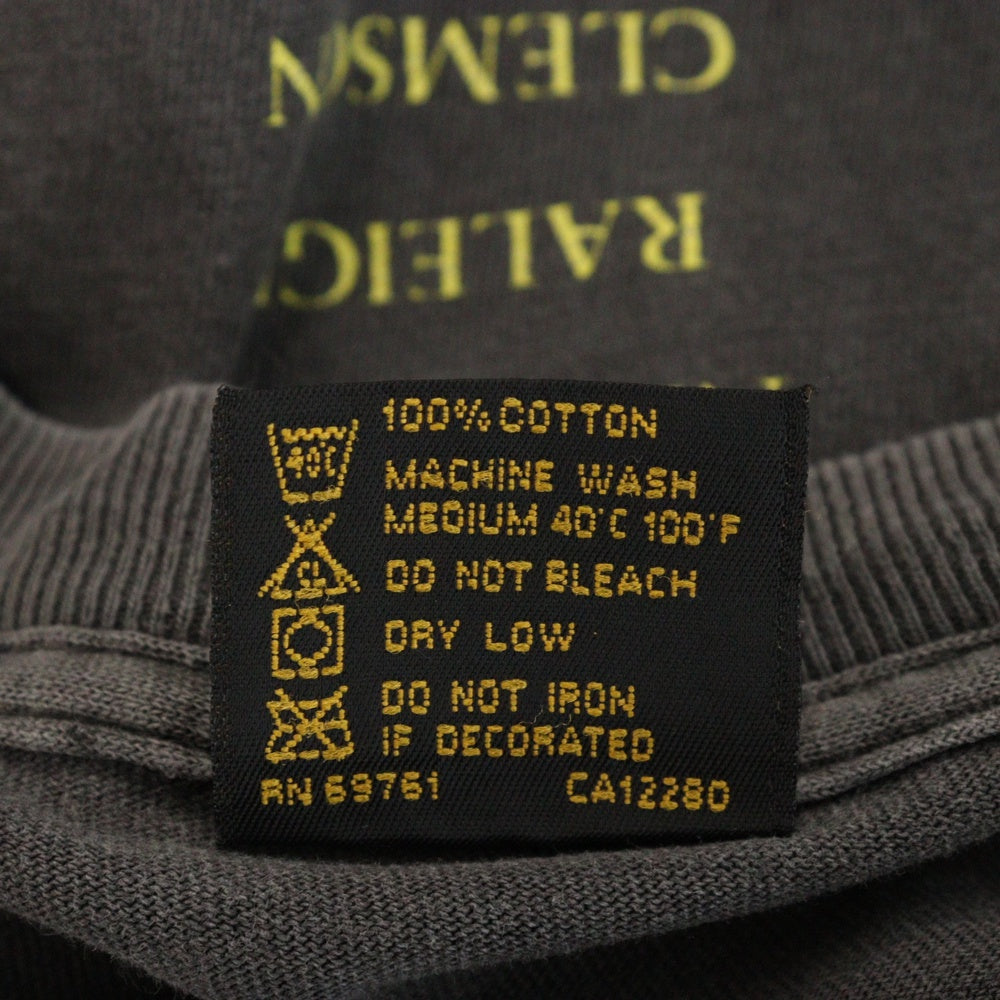 CLEMSON
RALEIG
100% COTTON
40°C
MACHINE WASH
MEDIUM 40°C 100°F
CL
DO NOT BLEACH
DRY LOW
DO NOT IRON
IF DECORATED
RN 69761 CA12280